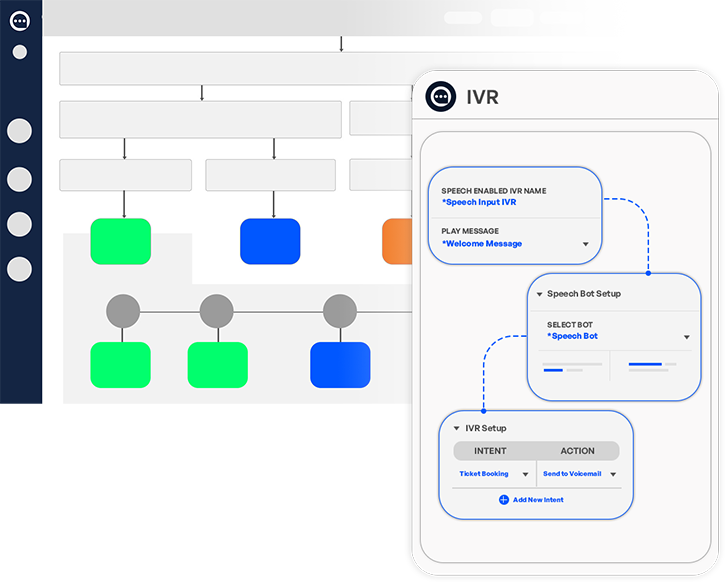 IVR
SPEECH ENABLED IVR NAME
*Speech Input IVR
PLAY MESSAGE
*Welcome Message
Speech Bot Setup
SELECT BOT
*Speech Bot
IVR Setup
INTENT ACTION
Ticket Booking Send to Voicemail
Add New Intent